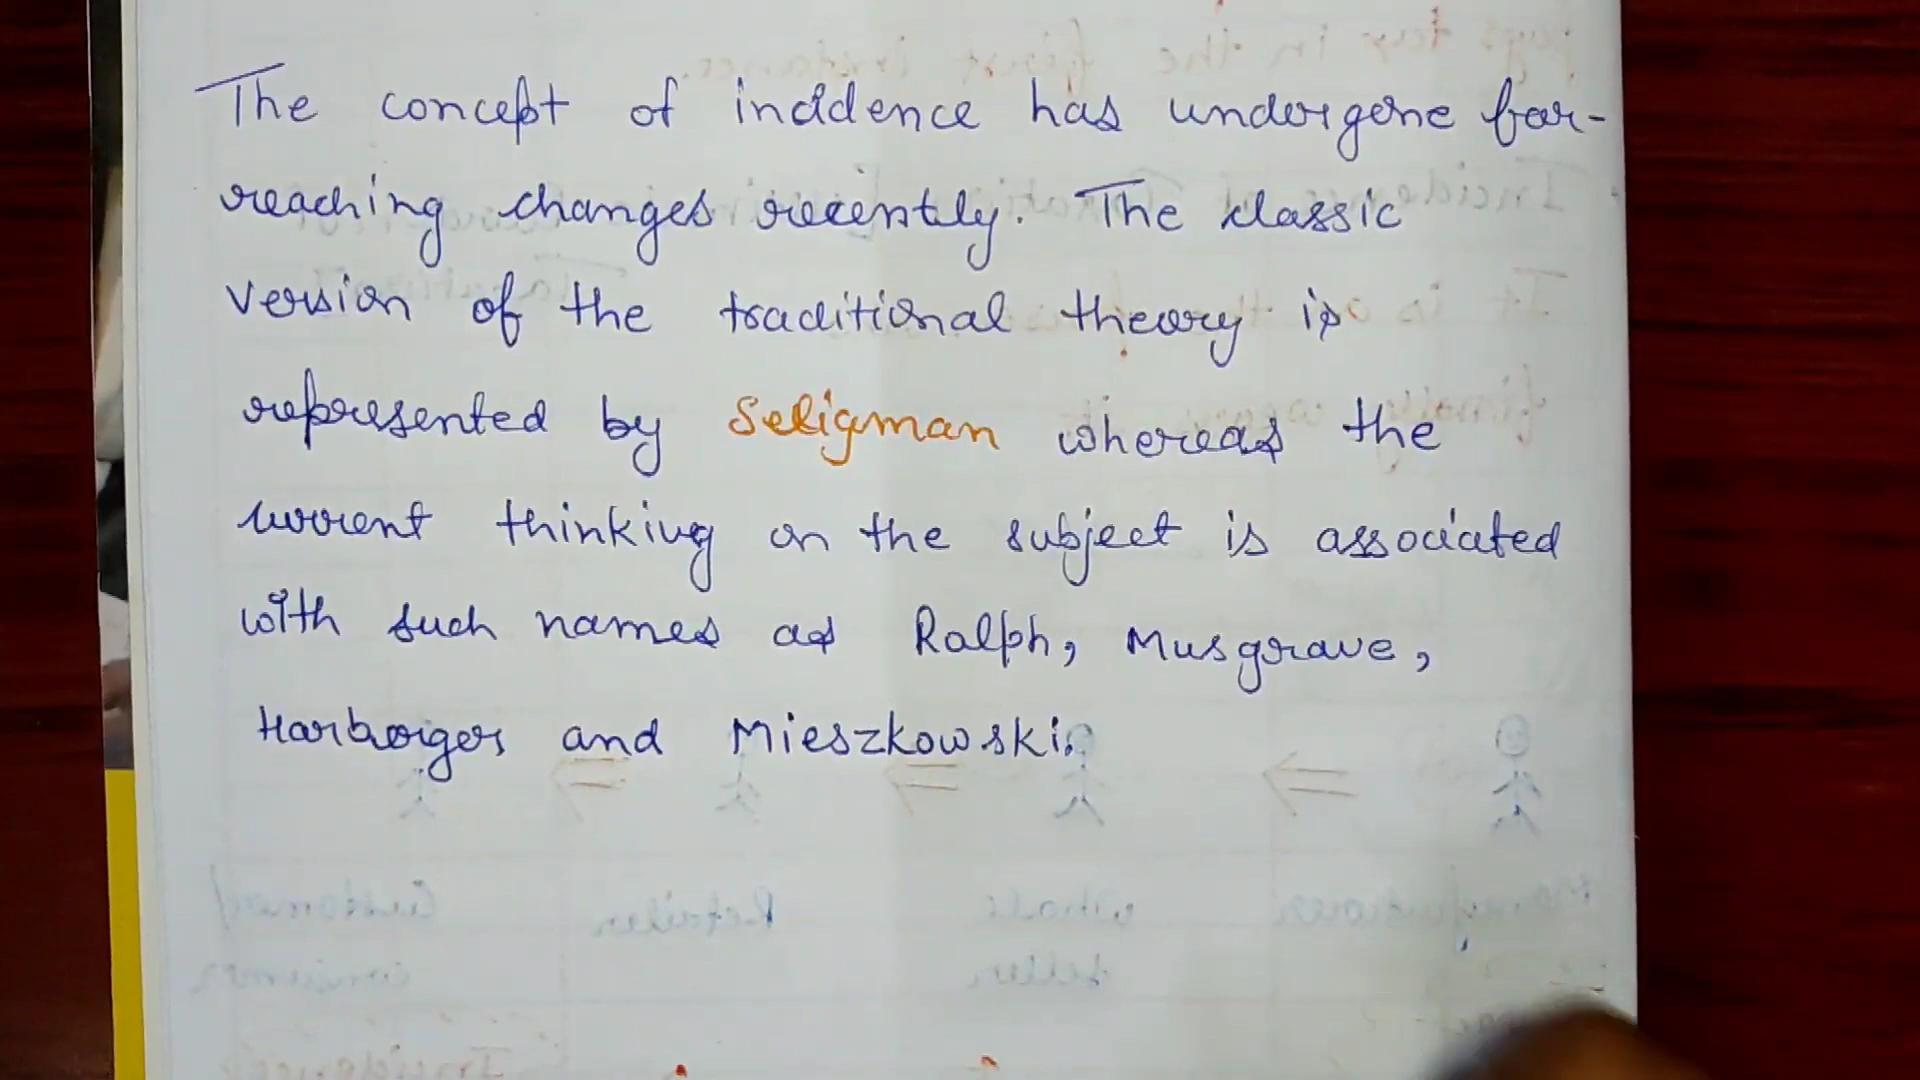 The concept of incidence has undergone far-
reaching changes recently. The classic
version of the traditional theory is
represented by Seligman whereas the
current thinking on the subject is associated
with such names as Ralph, Musgrave,
Harberger and Mieszkowski.